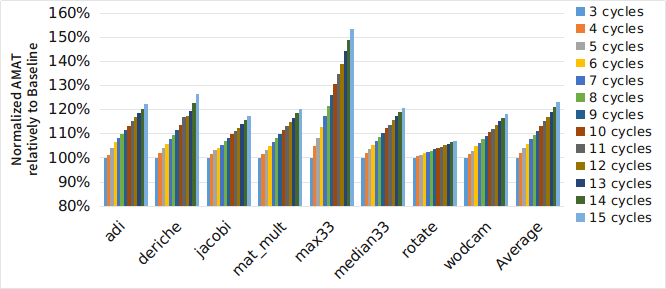 160%
150%
140%
130%
120%
110%
100%
90%
80%
Normalized AMAT
relatively to Baseline
adi
deriche
jacobi
mat_mult
max33
median33
rotate
wodcam
Average
3 cycles
4 cycles
5 cycles
6 cycles
7 cycles
8 cycles
9 cycles
10 cycles
11 cycles
12 cycles
13 cycles
14 cycles
15 cycles